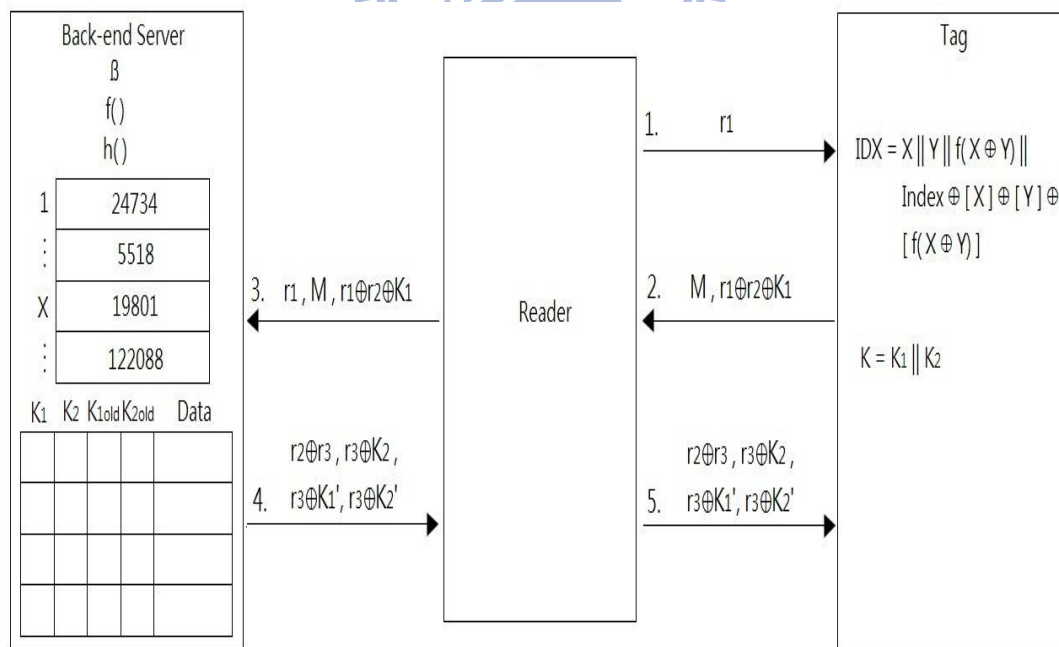 Back-end Server
ß
f()
h()
1 24734
⋮ 5518
X 19801
⋮ 122088
K1 K2 K1old K2old Data
3. r1 , M , r1⊕r2⊕K1
r2⊕r3 , r3⊕K2 ,
4. r3⊕K1', r3⊕K2'
Reader
1. r1
2. M , r1⊕r2⊕K1
r2⊕r3 , r3⊕K2 ,
5. r3⊕K1', r3⊕K2'
Tag
IDX = X || Y || f( X ⊕ Y) ||
Index ⊕ [ X ] ⊕ [ Y ] ⊕
[ f( X ⊕ Y) ]
K = K1 || K2